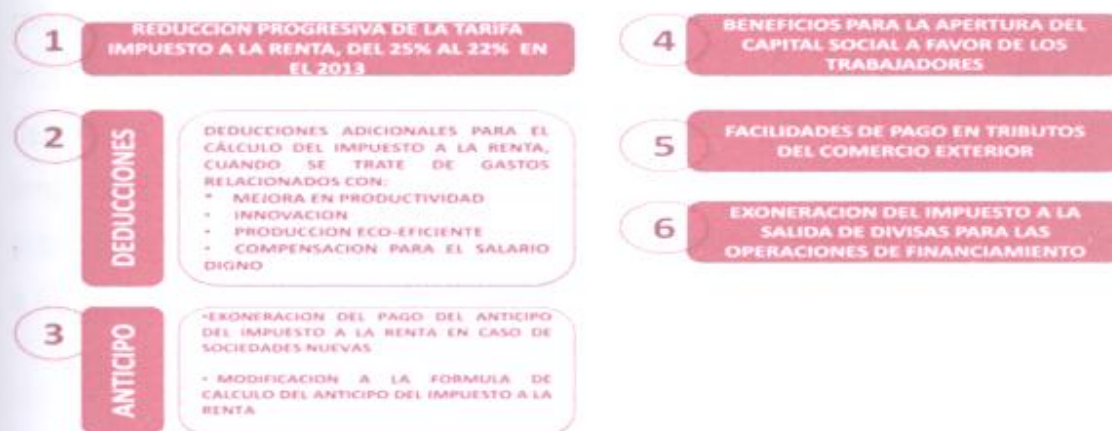 1
REDUCCION PROGRESIVA DE LA TARIFA
IMPUESTO A LA RENTA, DEL 25% AL 22% EN
EL 2013
2
DEDUCCIONES
DEDUCCIONES ADICIONALES PARA EL
CÁLCULO DEL IMPUESTO A LA RENTA,
CUANDO SE TRATE DE GASTOS
RELACIONADOS CON:
* MEJORA EN PRODUCTIVIDAD
- INNOVACION
- PRODUCCION ECO-EFICIENTE
- COMPENSACION PARA EL SALARIO
DIGNO
3
ANTICIPO
•EXONERACION DEL PAGO DEL ANTICIPO
DEL IMPUESTO A LA RENTA EN CASO DE
SOCIEDADES NUEVAS
• MODIFICACION A LA FORMULA DE
CALCULO DEL ANTICIPO DEL IMPUESTO A LA
RENTA
4
BENEFICIOS PARA LA APERTURA DEL
CAPITAL SOCIAL A FAVOR DE LOS
TRABAJADORES
5
FACILIDADES DE PAGO EN TRIBUTOS
DEL COMERCIO EXTERIOR
6
EXONERACION DEL IMPUESTO A LA
SALIDA DE DIVISAS PARA LAS
OPERACIONES DE FINANCIAMIENTO